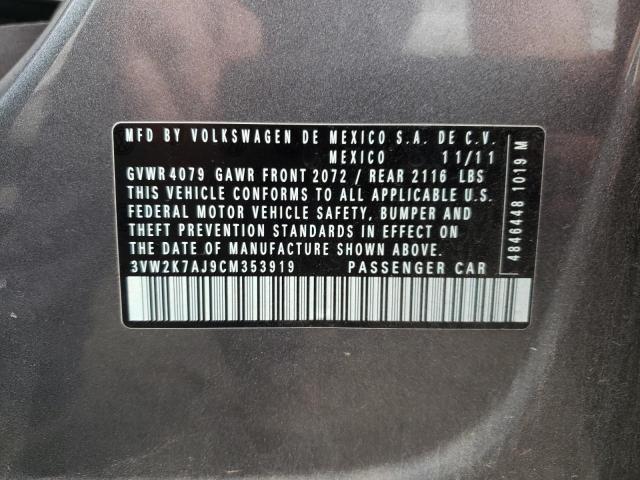 MFD BY VOLKSWAGEN DE MEXICO S.A. DE C.V.
MEXICO 11/11
GVWR 4079 GAWR FRONT 2072 / REAR 2116 LBS
THIS VEHICLE CONFORMS TO ALL APPLICABLE U.S.
FEDERAL MOTOR VEHICLE SAFETY, BUMPER AND
THEFT PREVENTION STANDARDS IN EFFECT ON
THE DATE OF MANUFACTURE SHOWN ABOVE.
3VW2K7AJ9CM353919 PASSENGER CAR
4846448 1019 M